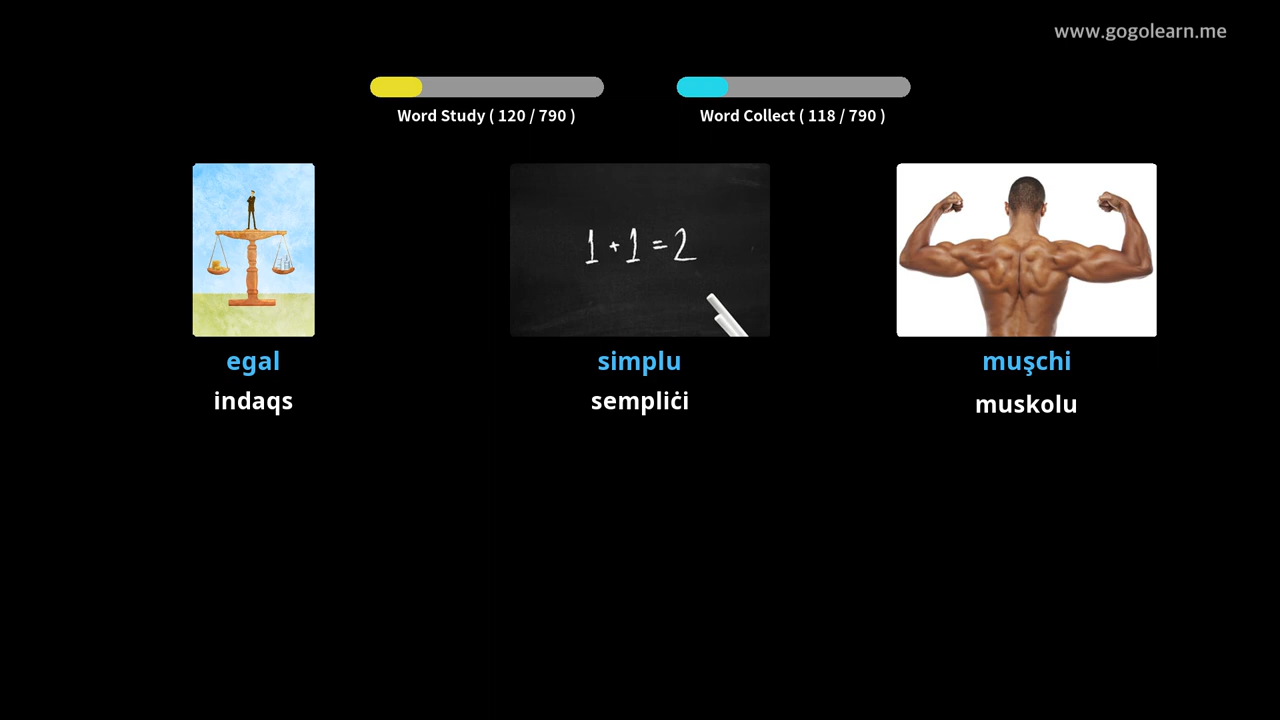 www.gogolearn.me
Word Study ( 120 / 790 )
Word Collect ( 118 / 790 )
1 + 1 = 2
egal
simplu
muşchi
indaqs
sempliċi
muskolu